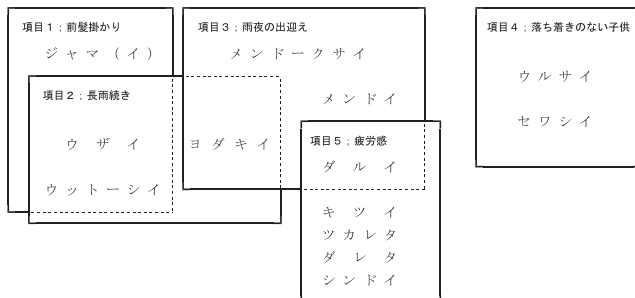 項目1；前髪掛かり
ジャマ（イ）
項目2；長雨続き
ウザイ
ウットーシイ
項目3；雨夜の出迎え
メンドークサイ
メンドイ
ヨダキイ
項目4；落ち着きのない子供
ウルサイ
セワシイ
項目5；疲労感
ダルイ
キツイ
ツカレタ
ダレタ
シンドイ